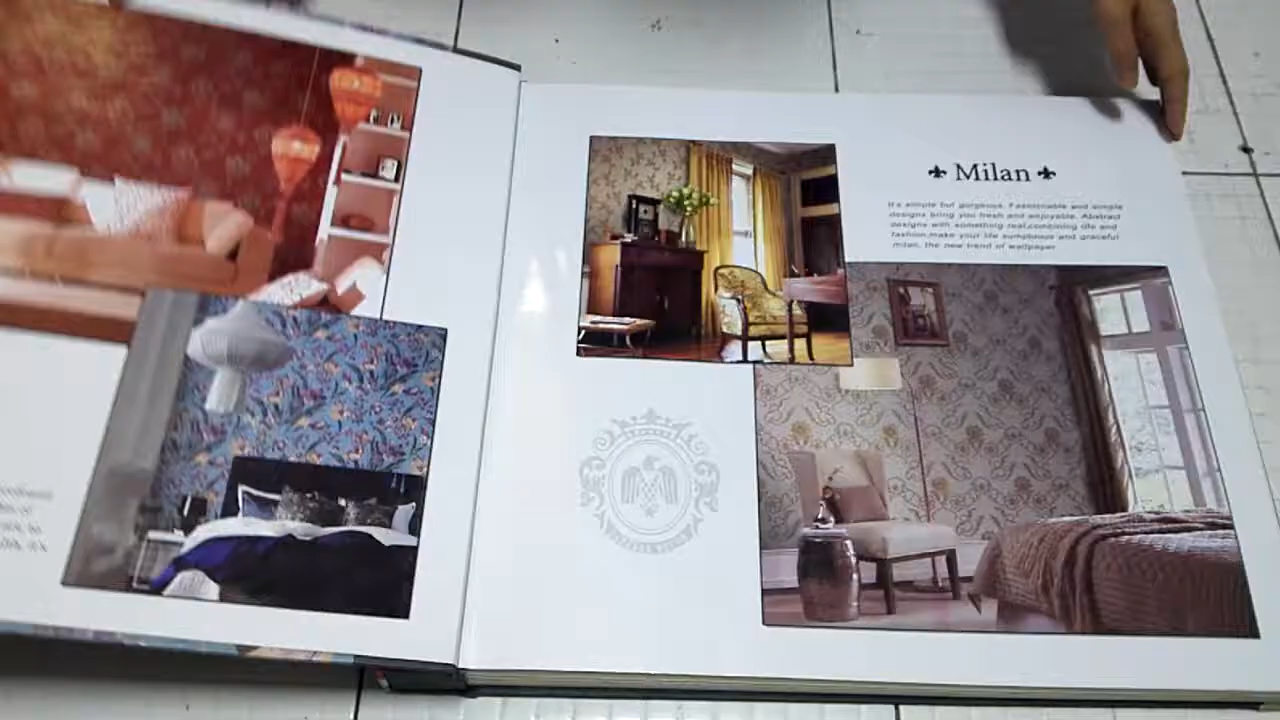 Milan
It's simple but gorgeous. Fashionable and simple
designs bring you fresh and enjoyable. Abstract
designs with something real,combining life and
fashion,make your life sumptuous and graceful
milan, the new trend of wallpaper